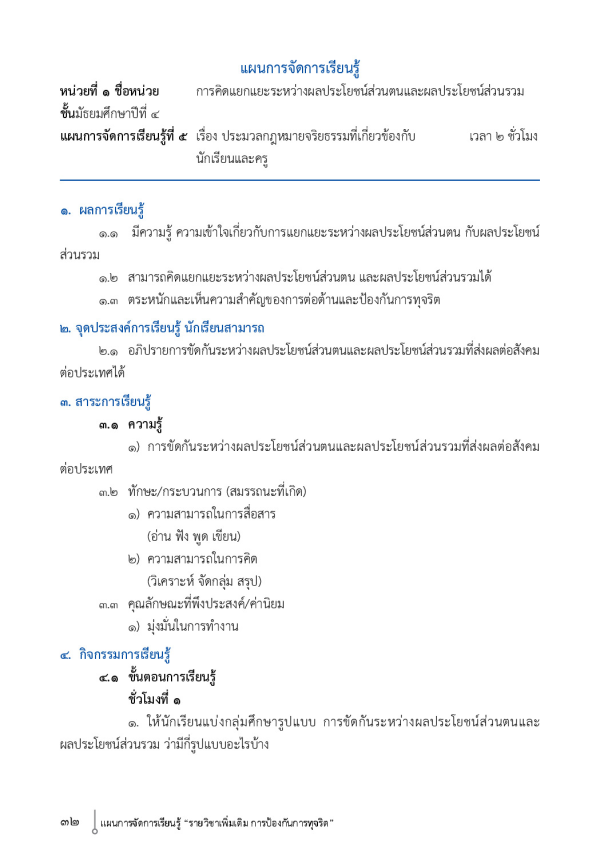 แผนการจัดการเรียนรู้
หน่วยที่ ๑ ชื่อหน่วย การคิดแยกแยะระหว่างผลประโยชน์ส่วนตนและผลประโยชน์ส่วนรวม
ชั้นมัธยมศึกษาปีที่ ๔
แผนการจัดการเรียนรู้ที่ ๕ เรื่อง ประมวลกฎหมายจริยธรรมที่เกี่ยวข้องกับ เวลา ๒ ชั่วโมง
นักเรียนและครู
๑. ผลการเรียนรู้
๑.๑ มีความรู้ ความเข้าใจเกี่ยวกับการแยกแยะระหว่างผลประโยชน์ส่วนตน กับผลประโยชน์
ส่วนรวม
๑.๒ สามารถคิดแยกแยะระหว่างผลประโยชน์ส่วนตน และผลประโยชน์ส่วนรวมได้
๑.๓ ตระหนักและเห็นความสำคัญของการต่อต้านและป้องกันการทุจริต
๒. จุดประสงค์การเรียนรู้ นักเรียนสามารถ
๒.๑ อภิปรายการขัดกันระหว่างผลประโยชน์ส่วนตนและผลประโยชน์ส่วนรวมที่ส่งผลต่อสังคม
ต่อประเทศได้
๓. สาระการเรียนรู้
๓.๑ ความรู้
๑) การขัดกันระหว่างผลประโยชน์ส่วนตนและผลประโยชน์ส่วนรวมที่ส่งผลต่อสังคม
ต่อประเทศ
๓.๒ ทักษะ/กระบวนการ (สมรรถนะที่เกิด)
๑) ความสามารถในการสื่อสาร
(อ่าน ฟัง พูด เขียน)
๒) ความสามารถในการคิด
(วิเคราะห์ จัดกลุ่ม สรุป)
๓.๓ คุณลักษณะที่พึงประสงค์/ค่านิยม
๑) มุ่งมั่นในการทำงาน
๔. กิจกรรมการเรียนรู้
๔.๑ ขั้นตอนการเรียนรู้
ชั่วโมงที่ ๑
๑. ให้นักเรียนแบ่งกลุ่มศึกษารูปแบบ การขัดกันระหว่างผลประโยชน์ส่วนตนและ
ผลประโยชน์ส่วนรวม ว่ามีกี่รูปแบบอะไรบ้าง
๓๒ แผนการจัดการเรียนรู้ “รายวิชาเพิ่มเติม การป้องกันการทุจริต”